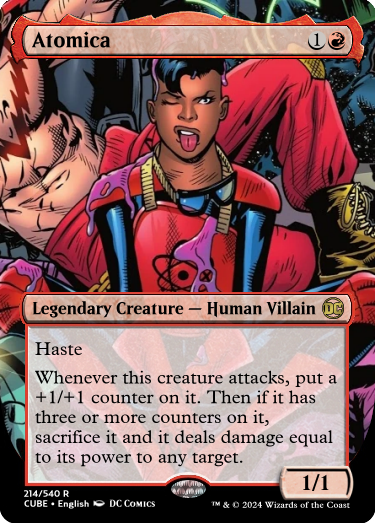 Atomica 1
Legendary Creature — Human Villain DC
Haste
Whenever this creature attacks, put a
+1/+1 counter on it. Then if it has
three or more counters on it,
sacrifice it and it deals damage equal
to its power to any target.
1/1
214/540 R
CUBE • English DC COMICS
™ & © 2024 Wizards of the Coast